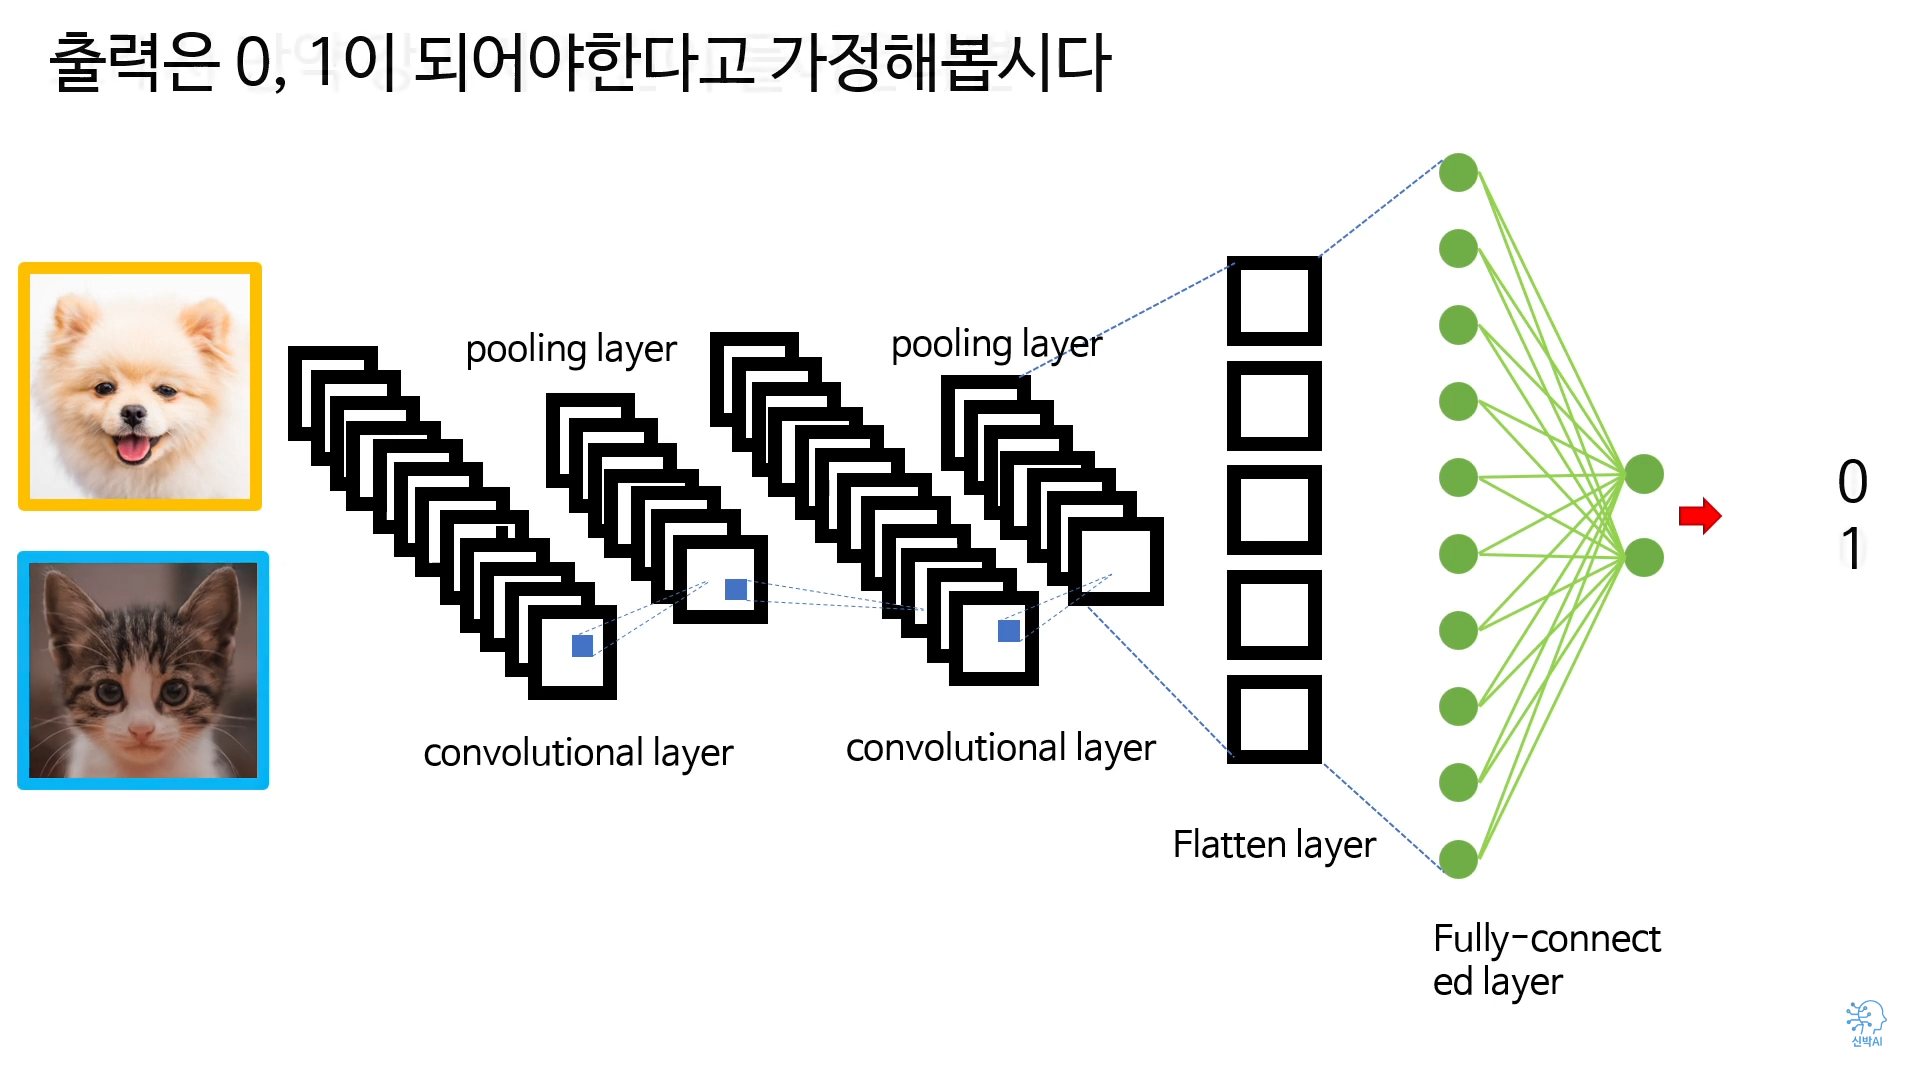 출력은 0, 1이 되어야한다고 가정해봅시다
pooling layer
pooling layer
convolutional layer
convolutional layer
Flatten layer
Fully-connect
ed layer
0
1
신박AI